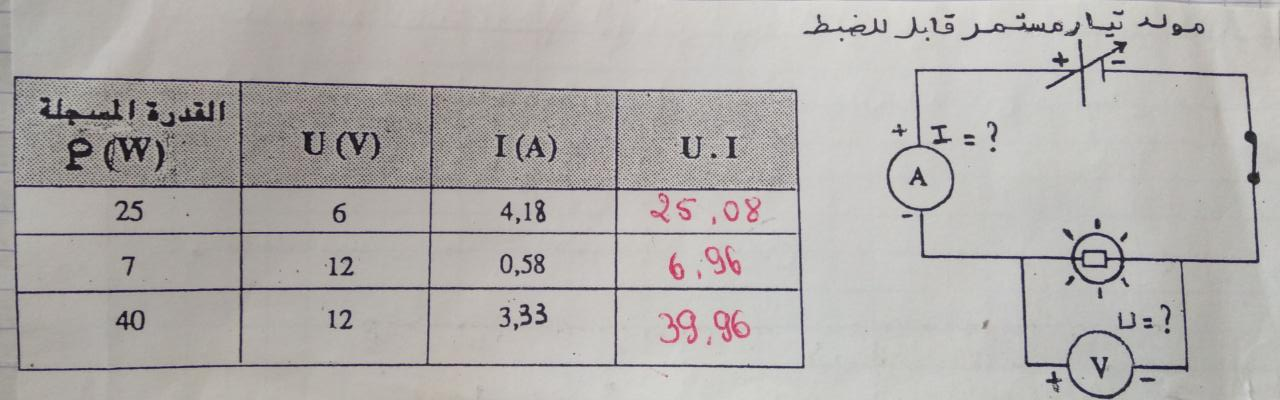 مولد تيار مستمر قابل للضبط
القدرة المسجلة
P (W) U (V) I (A) U . I
25 6 4,18 25,08
7 12 0,58 6,96
40 12 3,33 39,96
+ -
+ I = ?
A
-
U = ?
+ V -